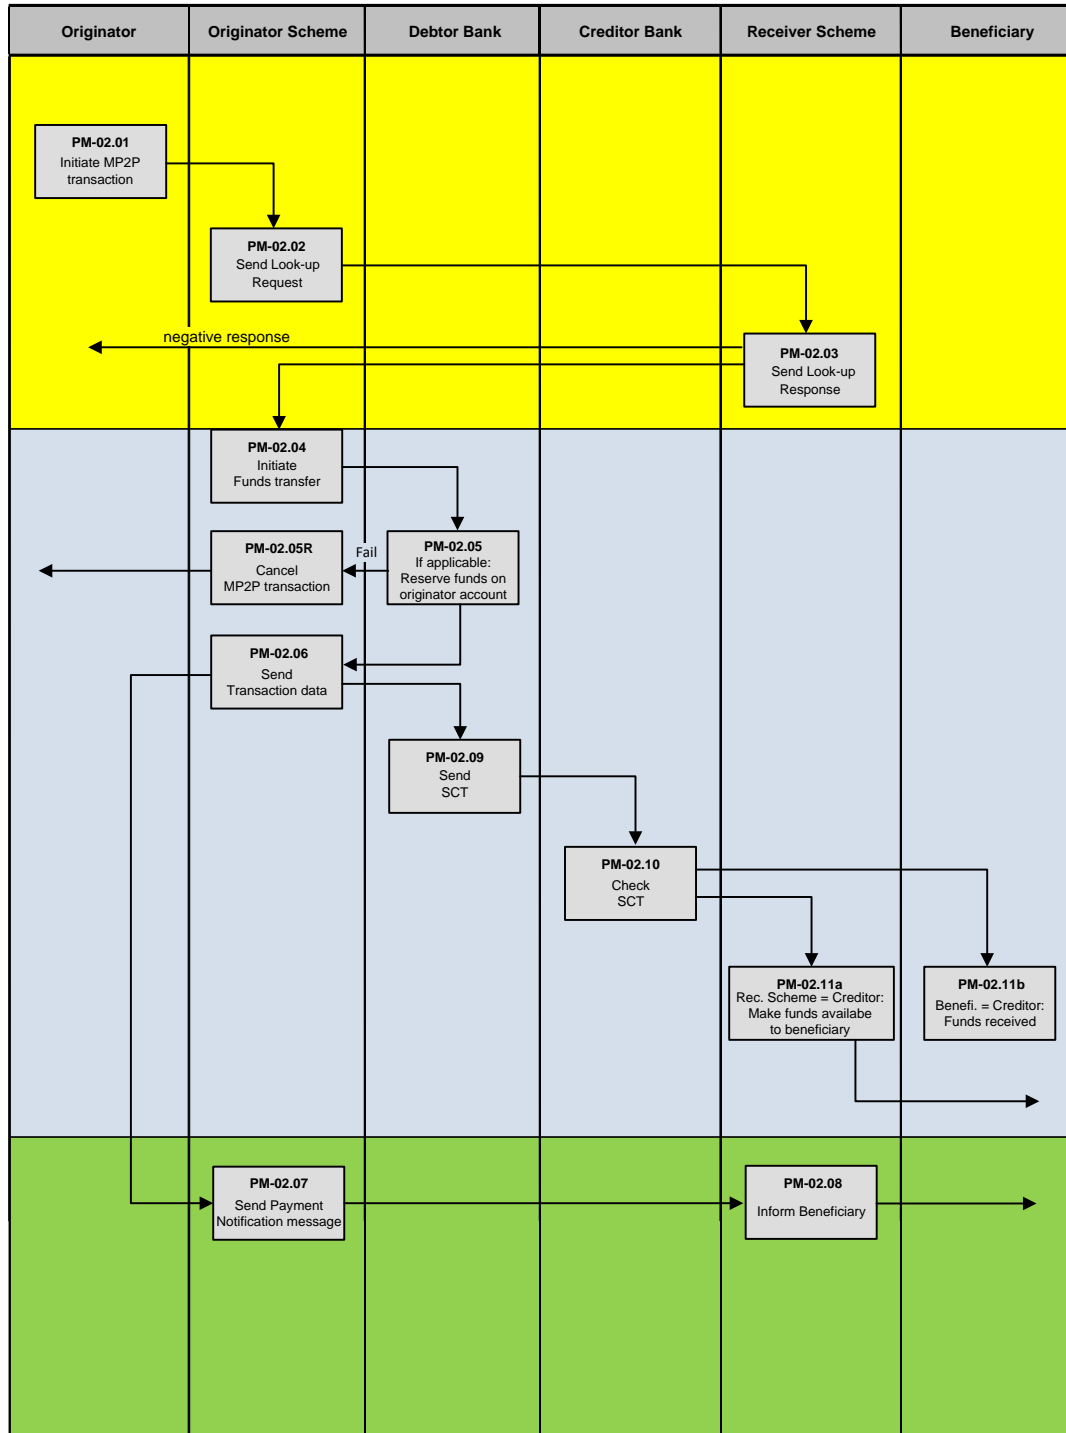 Originator
Originator Scheme
Debtor Bank
Creditor Bank
Receiver Scheme
Beneficiary
PM-02.01
Initiate MP2P
transaction
PM-02.02
Send Look-up
Request
negative response
PM-02.03
Send Look-up
Response
PM-02.04
Initiate
Funds transfer
PM-02.05R
Cancel
MP2P transaction
Fail
PM-02.05
If applicable:
Reserve funds on
originator account
PM-02.06
Send
Transaction data
PM-02.09
Send
SCT
PM-02.10
Check
SCT
PM-02.11a
Rec. Scheme = Creditor:
Make funds availabe
to beneficiary
PM-02.11b
Benefi. = Creditor:
Funds received
PM-02.07
Send Payment
Notification message
PM-02.08
Inform Beneficiary